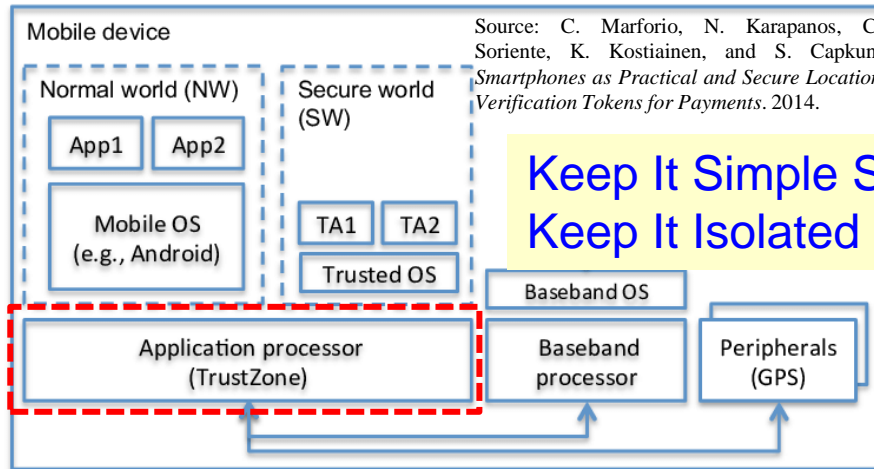 Mobile device
Source: C. Marforio, N. Karapanos, C
Soriente, K. Kostiainen, and S. Capkun
Smartphones as Practical and Secure Location
Verification Tokens for Payments. 2014.
Normal world (NW)
Secure world
(SW)
App1
App2
Keep It Simple S
Keep It Isolated
Mobile OS
(e.g., Android)
TA1
TA2
Trusted OS
Baseband OS
Application processor
(TrustZone)
Baseband
processor
Peripherals
(GPS)